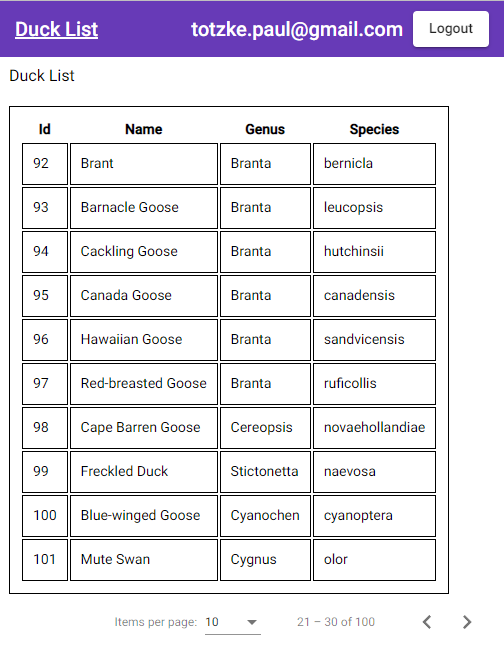 Duck List totzke.paul@gmail.com Logout
Duck List
Id Name Genus Species
92 Brant Branta bernicla
93 Barnacle Goose Branta leucopsis
94 Cackling Goose Branta hutchinsii
95 Canada Goose Branta canadensis
96 Hawaiian Goose Branta sandvicensis
97 Red-breasted Goose Branta ruficollis
98 Cape Barren Goose Cereopsis novaehollandiae
99 Freckled Duck Stictonetta naevosa
100 Blue-winged Goose Cyanochen cyanoptera
101 Mute Swan Cygnus olor
Items per page: 10 21 – 30 of 100